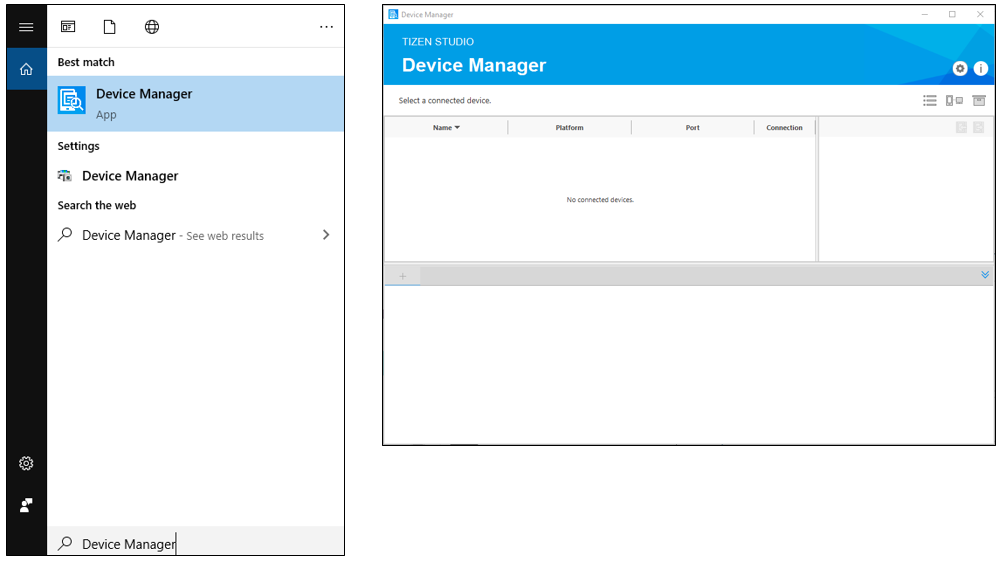 Best match
Device Manager
App
Settings
Device Manager
Search the web
Device Manager - See web results
Device Manager
Device Manager
TIZEN STUDIO
Device Manager
Select a connected device.
Name Platform Port Connection
No connected devices.